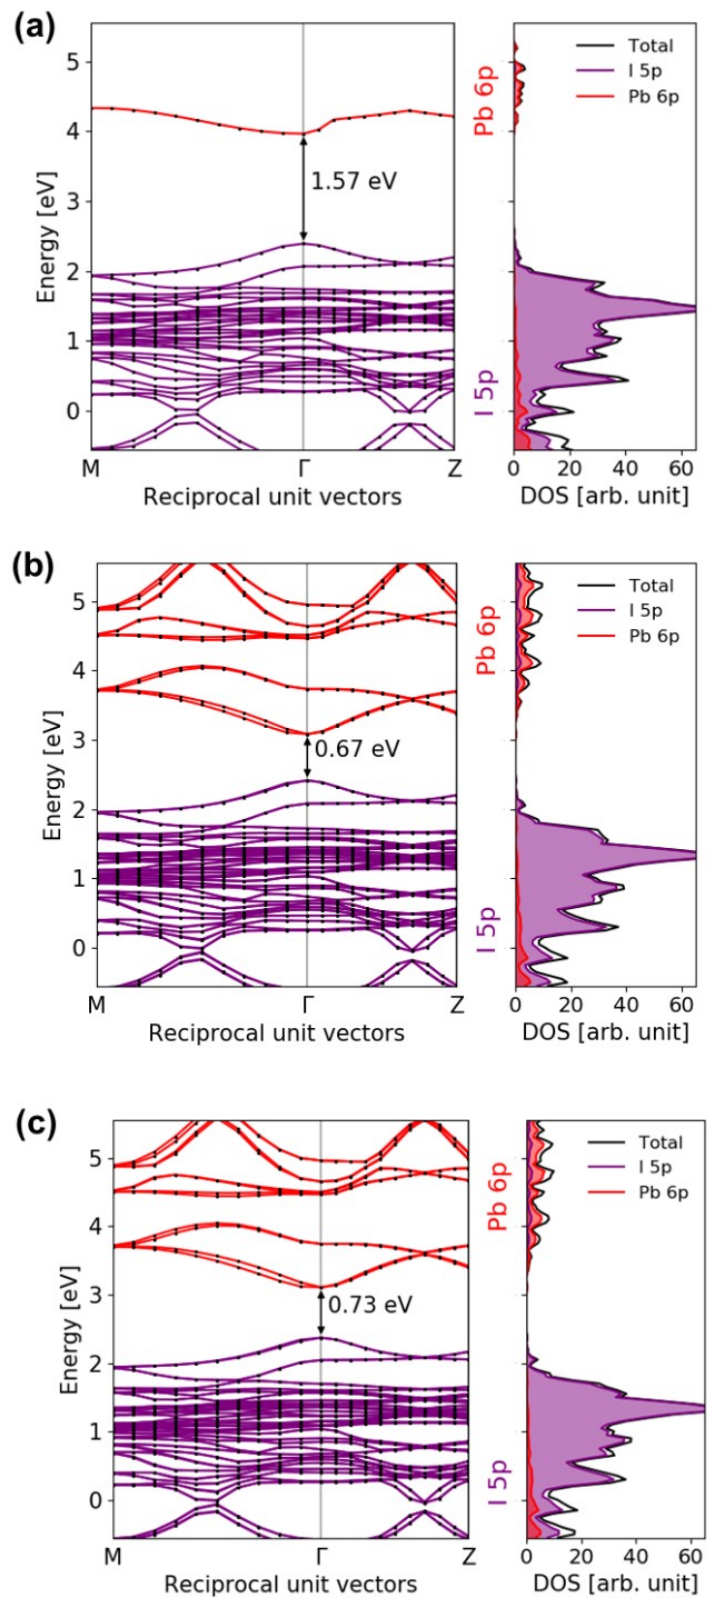 (a)
5
4
3
2
1
0
Energy [eV]
1.57 eV
M Γ Z
Reciprocal unit vectors
Pb 6p
I 5p
Total
I 5p
Pb 6p
0 20 40 60
DOS [arb. unit]
(b)
5
4
3
2
1
0
Energy [eV]
0.67 eV
M Γ Z
Reciprocal unit vectors
Pb 6p
I 5p
Total
I 5p
Pb 6p
0 20 40 60
DOS [arb. unit]
(c)
5
4
3
2
1
0
Energy [eV]
0.73 eV
M Γ Z
Reciprocal unit vectors
Pb 6p
I 5p
Total
I 5p
Pb 6p
0 20 40 60
DOS [arb. unit]